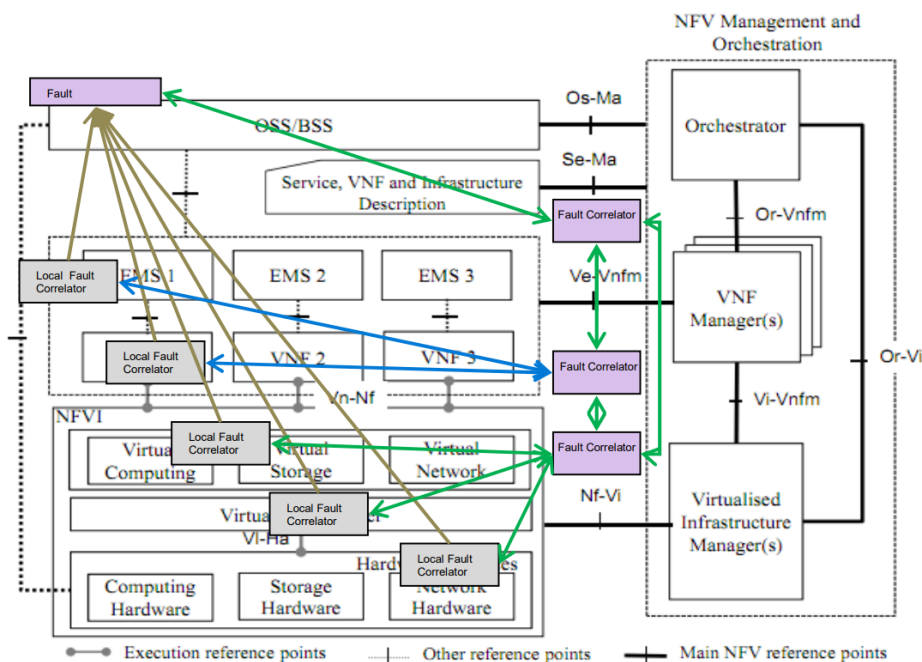 NFV Management and
Orchestration
Fault
OSS/BSS
Os-Ma
Orchestrator
Se-Ma
Service, VNF and Infrastructure
Description
Fault Correlator
Or-Vnfm
Local Fault
Correlator
EMS 1
EMS 2
EMS 3
Ve-Vnfm
VNF
Manager(s)
Local Fault
Correlator
VNF 2
VNF 3
Fault Correlator
Or-Vi
Vn-Nf
Vi-Vnfm
NFVI
Local Fault
Correlator
Virtual
Computing
Virtual
Storage
Virtual
Network
Fault Correlator
Nf-Vi
Local Fault
Correlator
Virtualised
Infrastructure
Manager(s)
Vl-Ha
Local Fault
Correlator
Computing
Hardware
Storage
Hardware
Network
Hardware
Execution reference points
Other reference points
Main NFV reference points